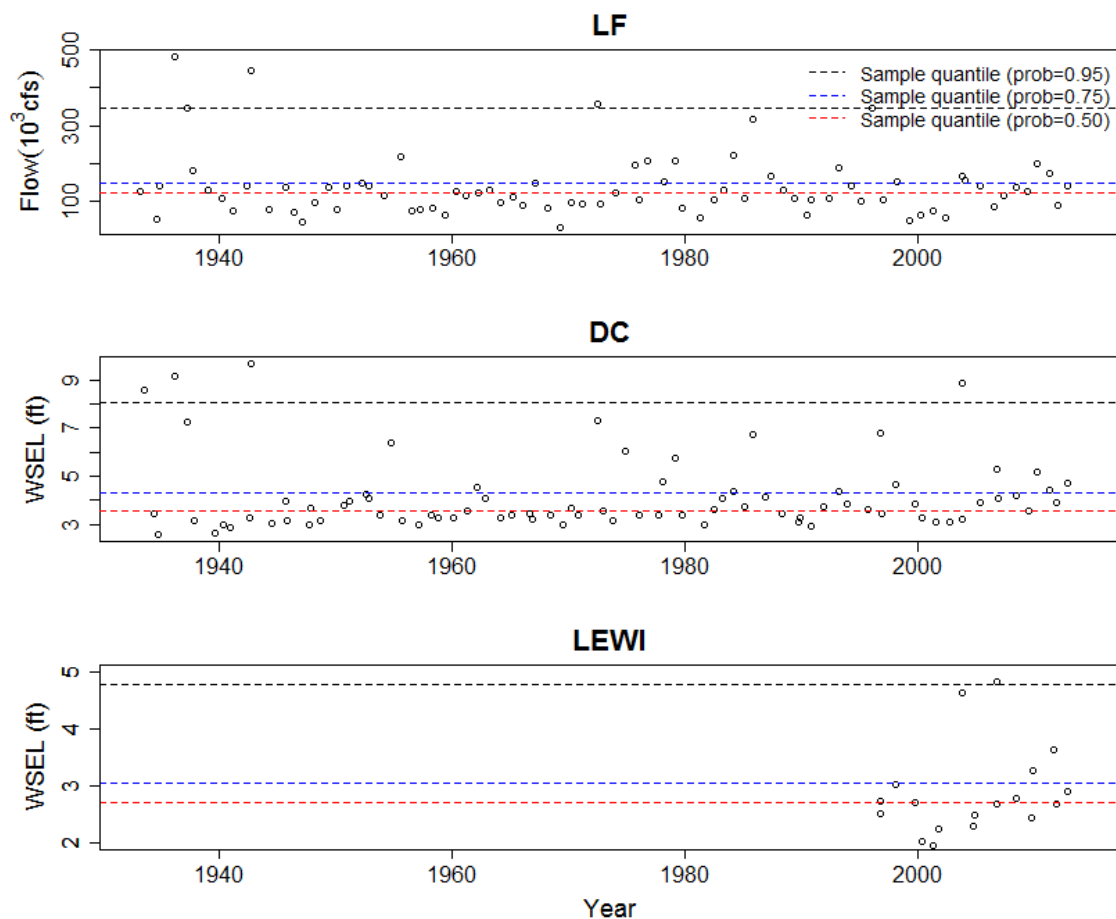 LF
Flow(10³cfs)
500
300
100
Sample quantile (prob=0.95)
Sample quantile (prob=0.75)
Sample quantile (prob=0.50)
1940 1960 1980 2000
DC
WSEL (ft)
9
7
5
3
1940 1960 1980 2000
LEWI
WSEL (ft)
5
4
3
2
1940 1960 1980 2000
Year